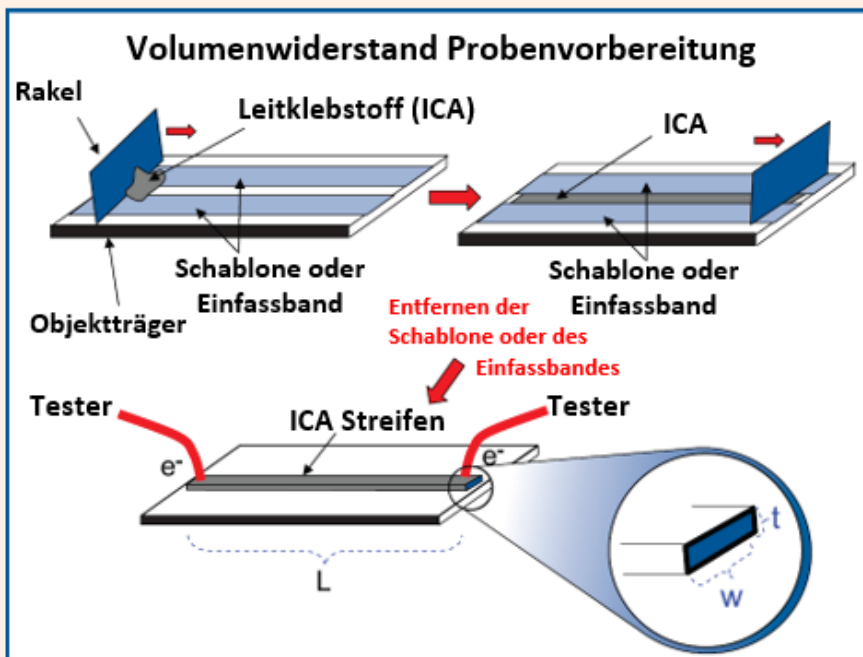 Volumenwiderstand Probenvorbereitung
Rakel
Leitklebstoff (ICA)
ICA
Schablone oder
Einfassband
Schablone oder
Einfassband
Objektträger
Entfernen der
Schablone oder des
Einfassbandes
Tester
ICA Streifen
Tester
e-
e-
L
t
w